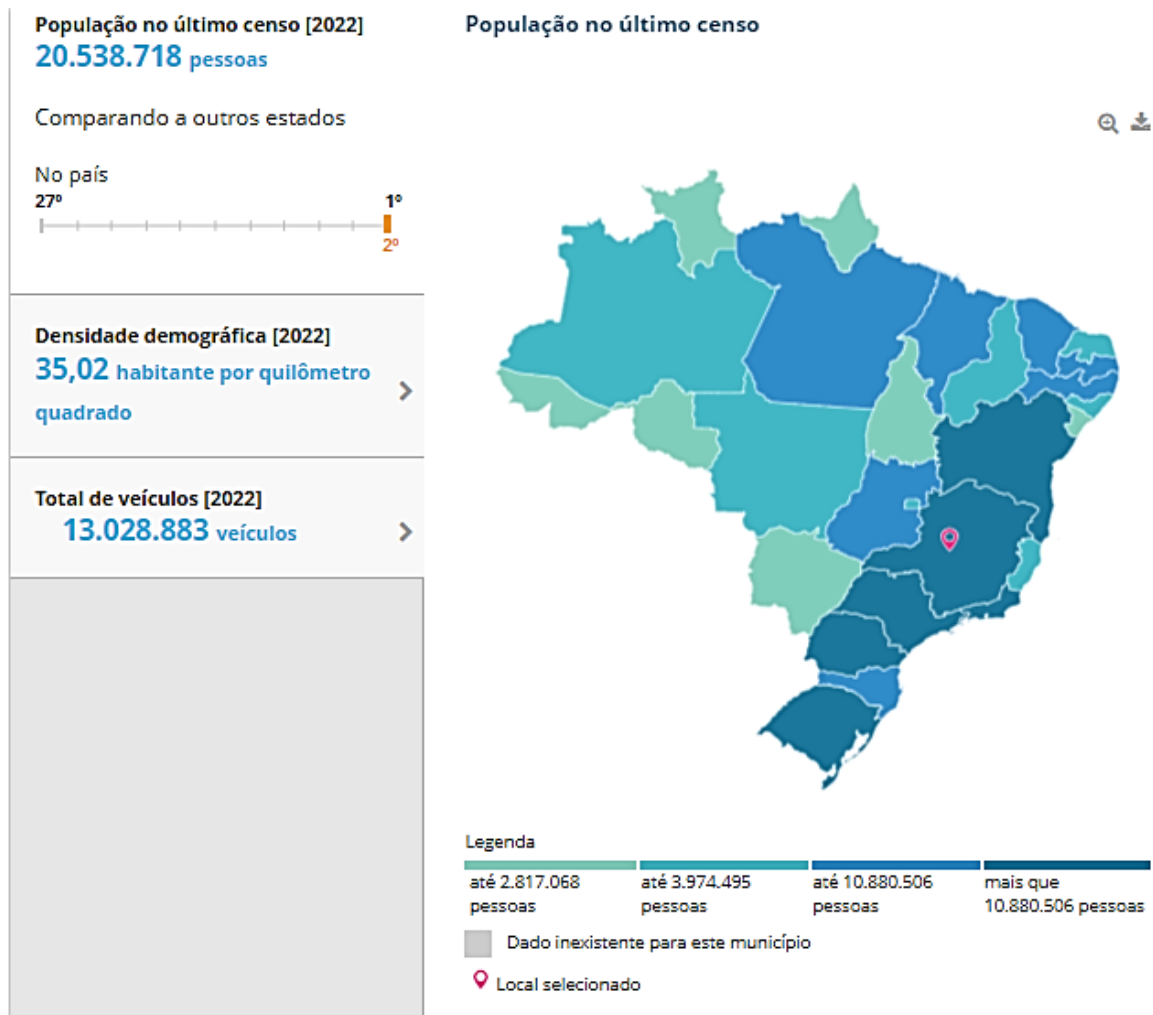 População no último censo [2022]
20.538.718 pessoas
Comparando a outros estados
No país
27º
1º
2º
Densidade demográfica [2022]
35,02 habitante por quilômetro
quadrado
Total de veículos [2022]
13.028.883 veículos
População no último censo
Legenda
até 2.817.068
pessoas
até 3.974.495
pessoas
até 10.880.506
pessoas
mais que
10.880.506 pessoas
Dado inexistente para este município
Local selecionado